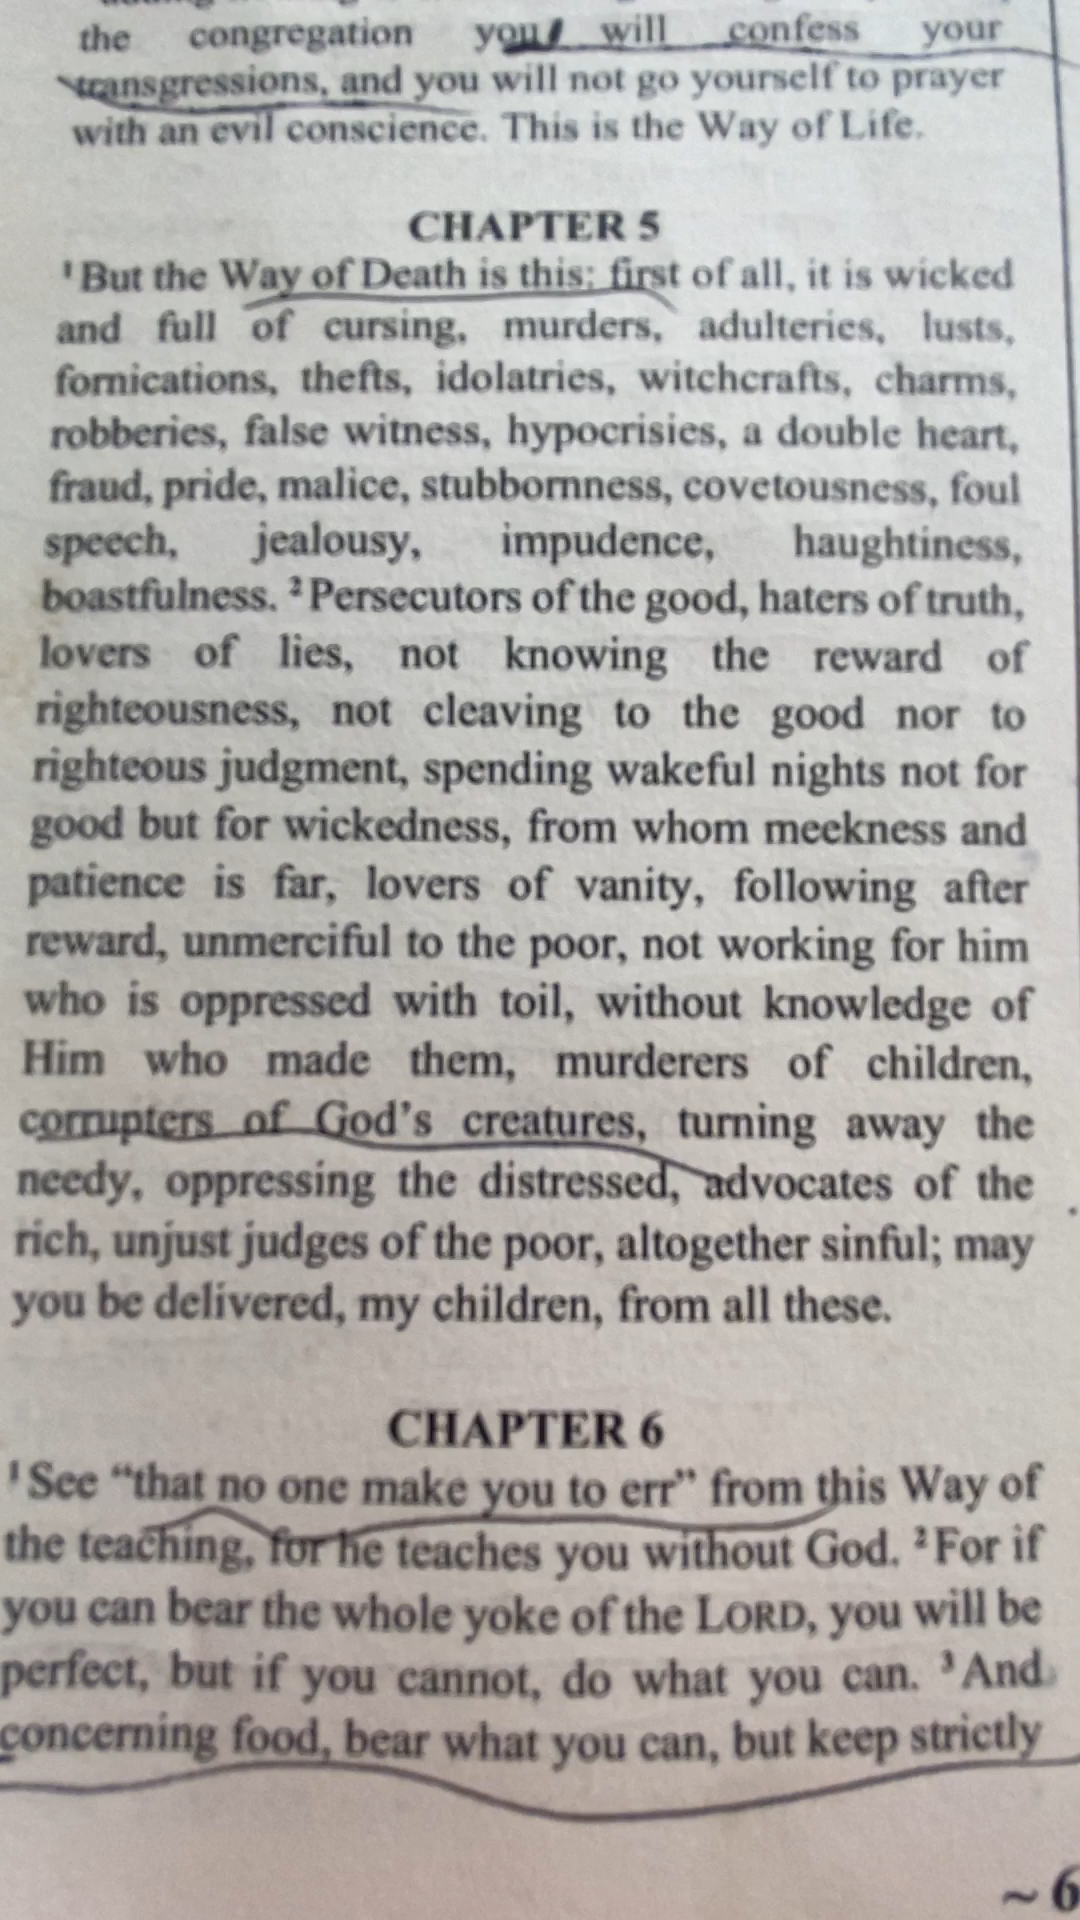 the congregation you will confess your
transgressions, and you will not go yourself to prayer
with an evil conscience. This is the Way of Life.
CHAPTER 5
¹ But the Way of Death is this: first of all, it is wicked
and full of cursing, murders, adulteries, lusts,
fornications, thefts, idolatries, witchcrafts, charms,
robberies, false witness, hypocrisies, a double heart,
fraud, pride, malice, stubbornness, covetousness, foul
speech, jealousy, impudence, haughtiness,
boastfulness. ² Persecutors of the good, haters of truth,
lovers of lies, not knowing the reward of
righteousness, not cleaving to the good nor to
righteous judgment, spending wakeful nights not for
good but for wickedness, from whom meekness and
patience is far, lovers of vanity, following after
reward, unmerciful to the poor, not working for him
who is oppressed with toil, without knowledge of
Him who made them, murderers of children,
corrupters of God's creatures, turning away the
needy, oppressing the distressed, advocates of the
rich, unjust judges of the poor, altogether sinful; may
you be delivered, my children, from all these.
CHAPTER 6
¹ See "that no one make you to err" from this Way of
the teaching, for he teaches you without God. ² For if
you can bear the whole yoke of the LORD, you will be
perfect, but if you cannot, do what you can. ³ And
concerning food, bear what you can, but keep strictly
~ 6